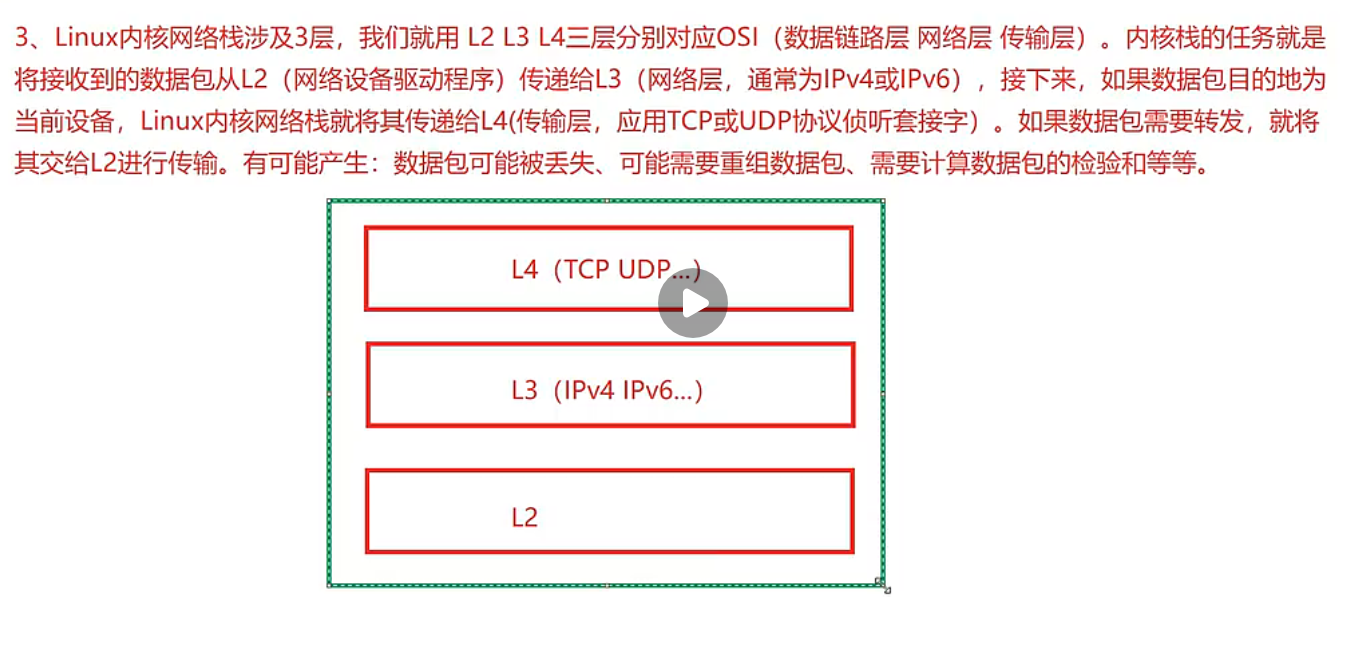 3、Linux内核网络栈涉及3层，我们就用 L2 L3 L4三层分别对应OSI（数据链路层 网络层 传输层）。内核栈的任务就是
将接收到的数据包从L2（网络设备驱动程序）传递给L3（网络层，通常为IPv4或IPv6），接下来，如果数据包目的地为
当前设备，Linux内核网络栈就将其传递给L4(传输层，应用TCP或UDP协议侦听套接字）。如果数据包需要转发，就将
其交给L2进行传输。有可能产生：数据包可能被丢失、可能需要重组数据包、需要计算数据包的检验和等等。
L4（TCP UDP...）
L3（IPv4 IPv6...）
L2